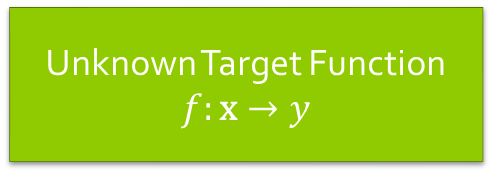 Unknown Target Function
f : x → y